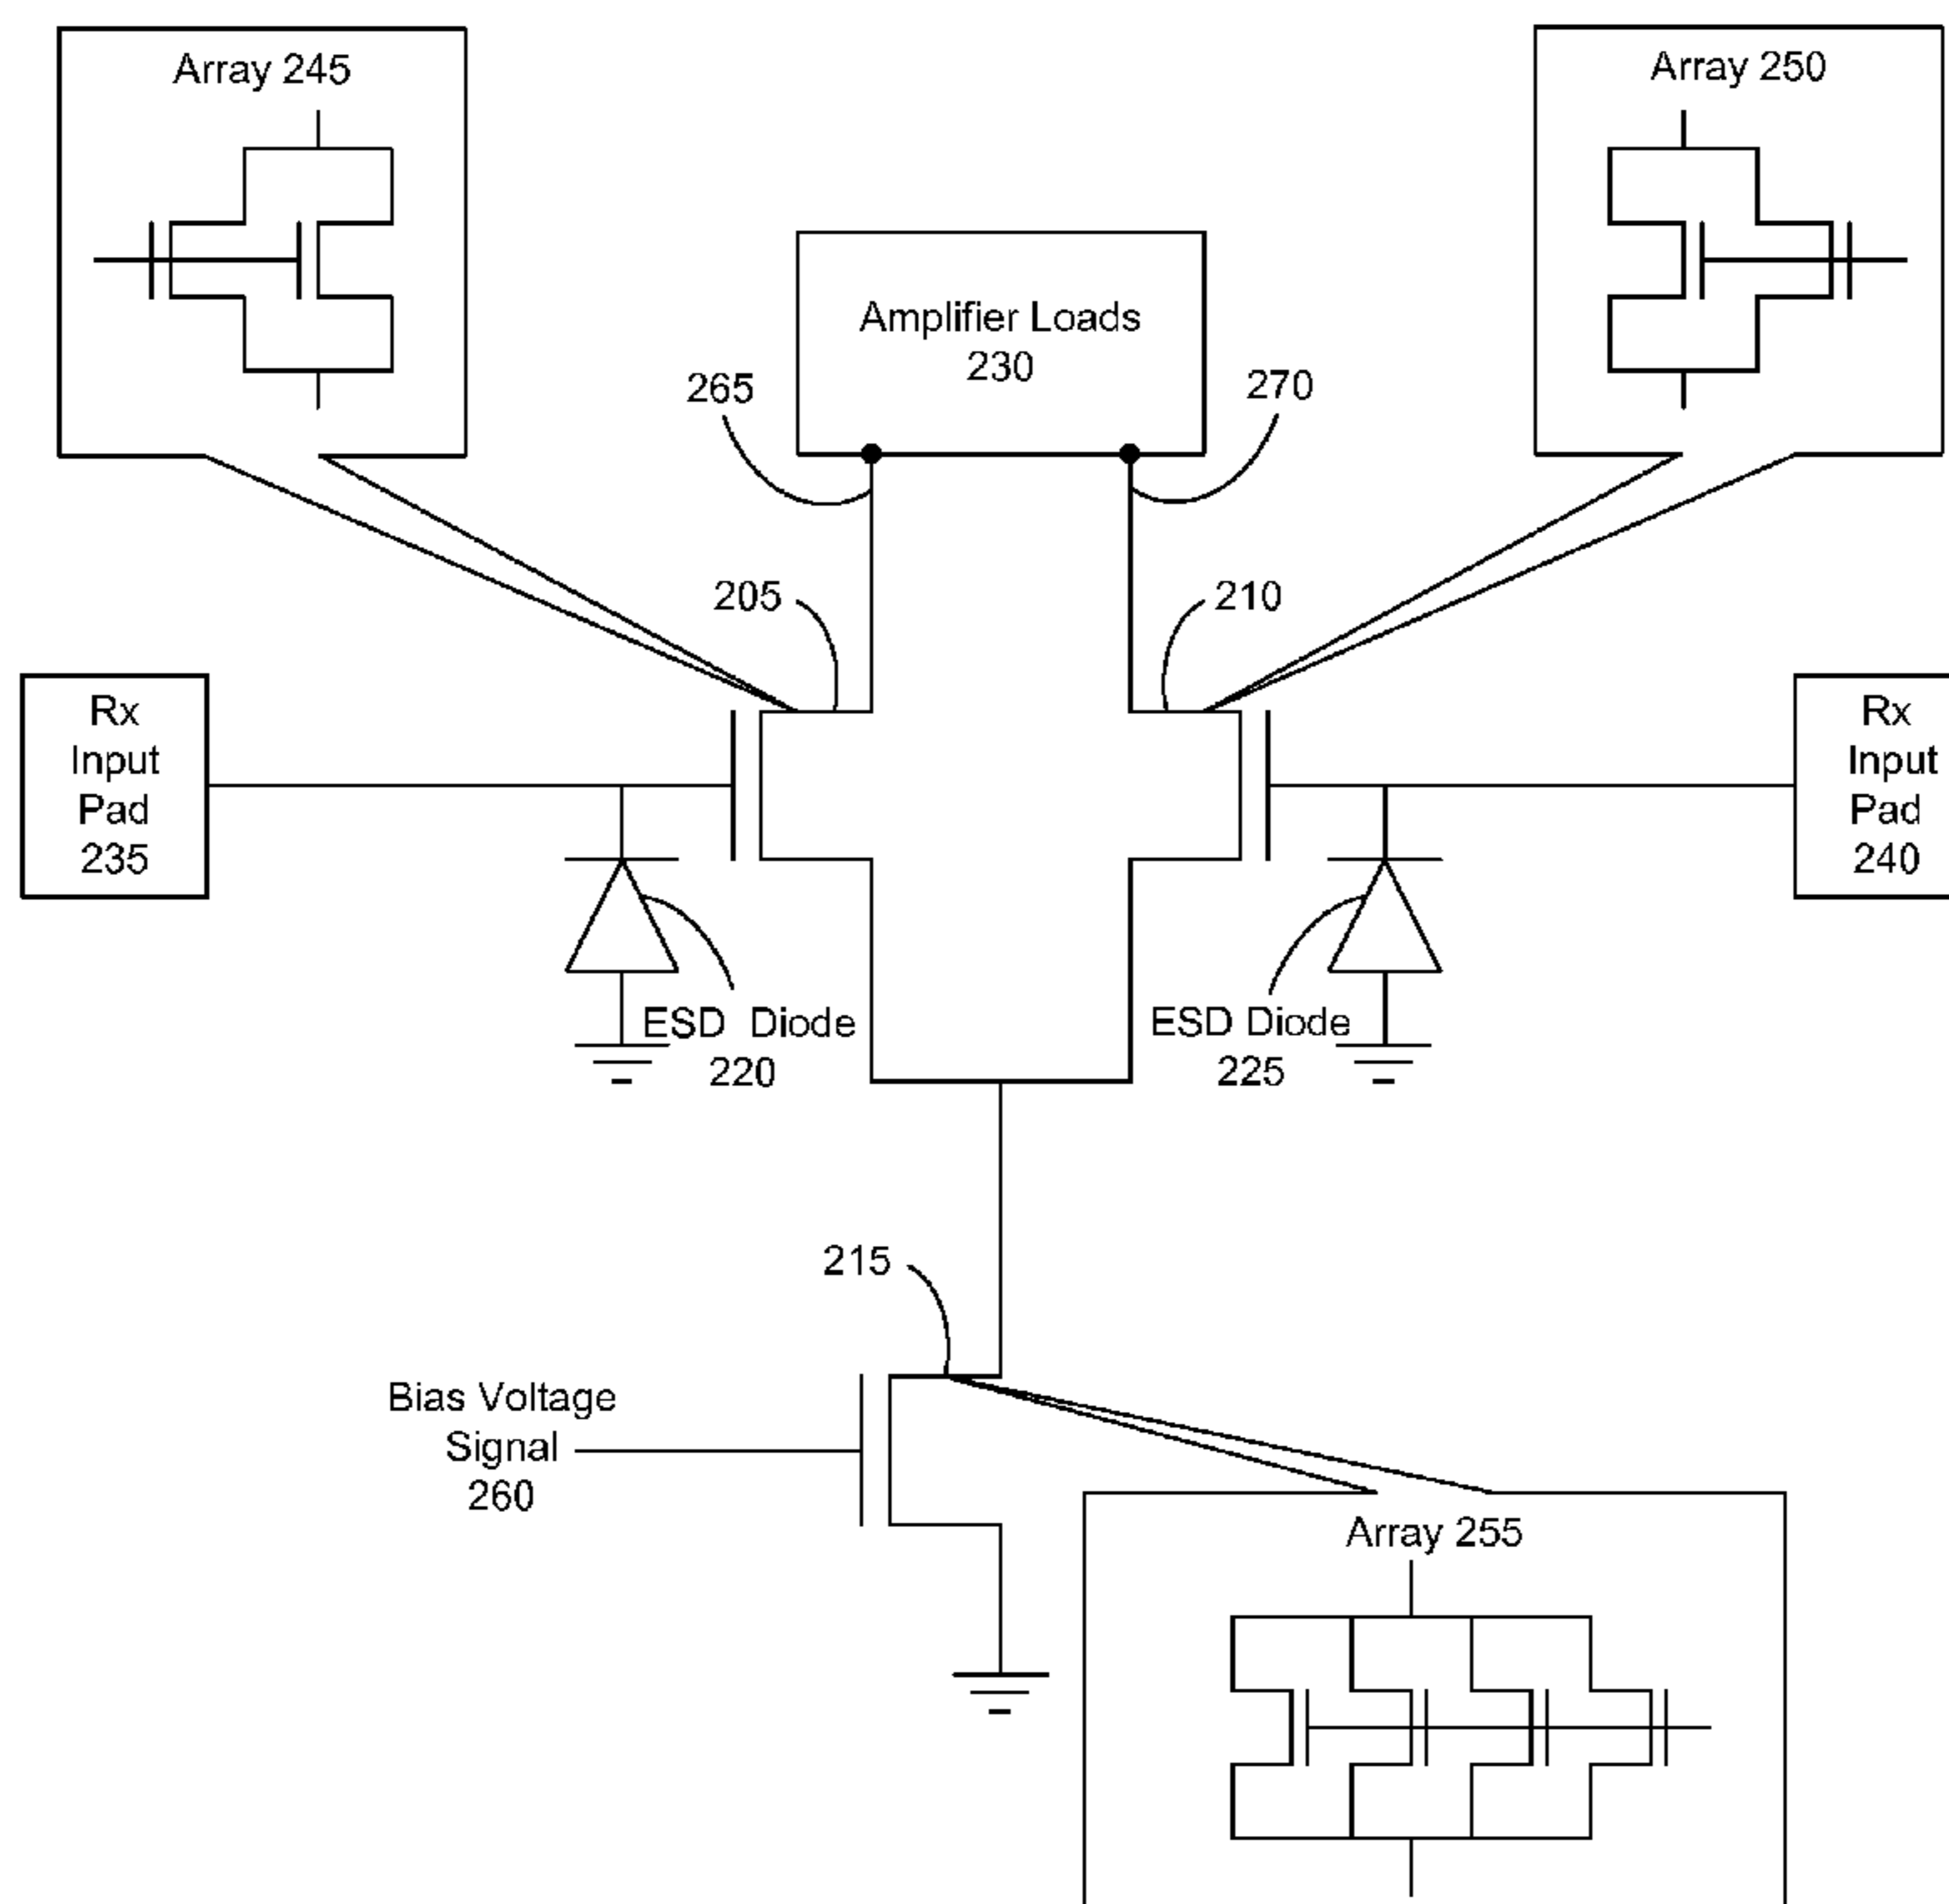 Array 245
Array 250
Amplifier Loads
230
265
270
205
210
Rx
Input
Pad
235
Rx
Input
Pad
240
ESD Diode
220
ESD Diode
225
215
Bias Voltage
Signal
260
Array 255